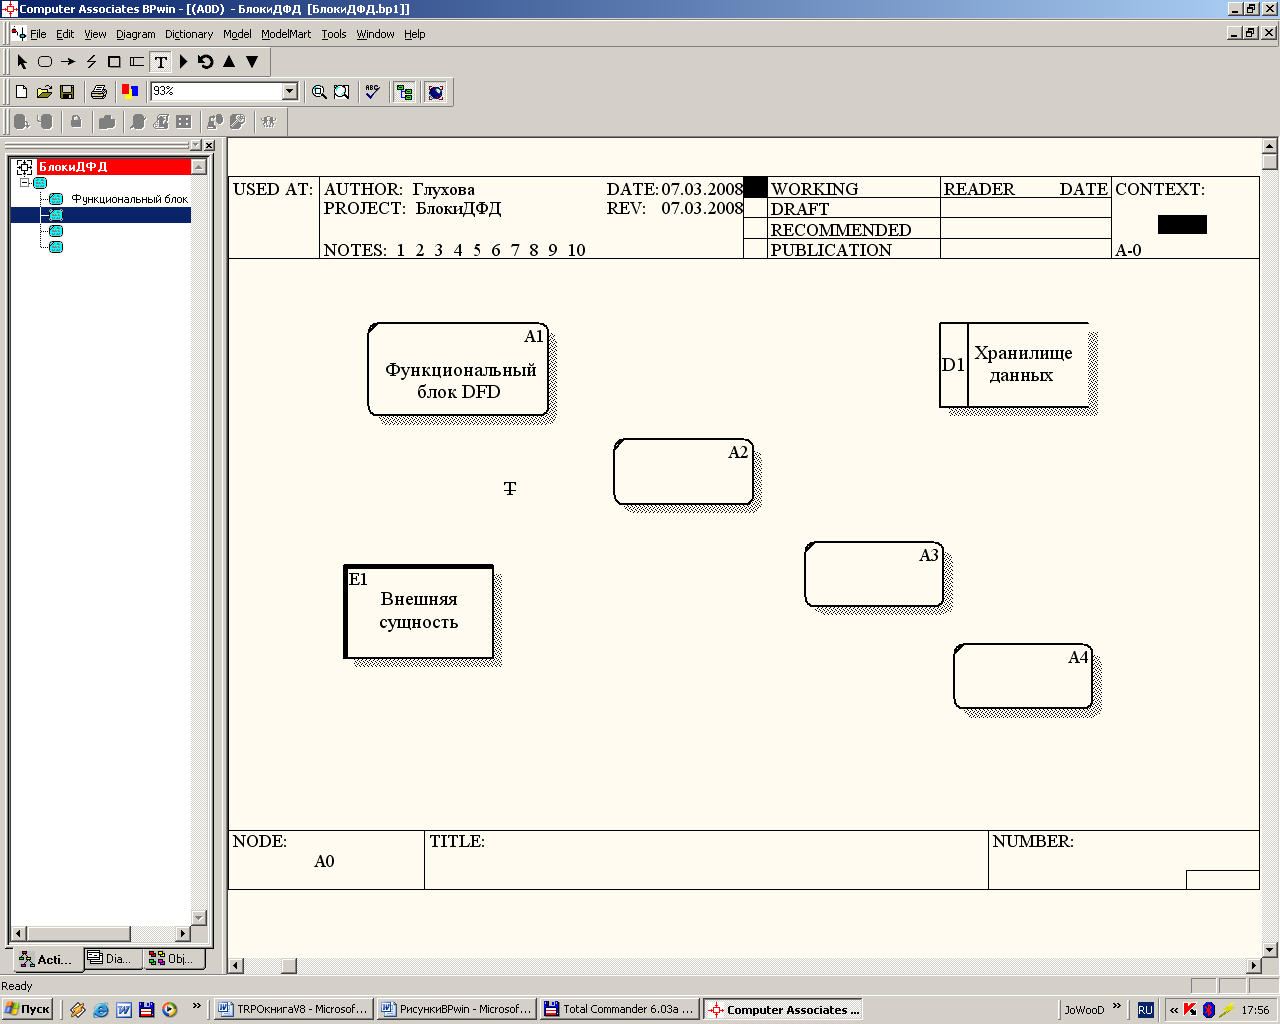 Computer Associates BPwin - [(A0D) - БлокиДФД [БлокиДФД.bp1]]
File Edit View Diagram Dictionary Model ModelMart Tools Window Help
T
93%
ABC
БлокиДФД
Функциональный блок
USED AT:
AUTHOR: Глухова
DATE: 07.03.2008
PROJECT: БлокиДФД
REV: 07.03.2008
NOTES: 1 2 3 4 5 6 7 8 9 10
WORKING
DRAFT
RECOMMENDED
PUBLICATION
READER DATE
CONTEXT:
A-0
A1
Функциональный
блок DFD
D1
Хранилище
данных
A2
A3
E1
Внешняя
сущность
A4
NODE:
A0
TITLE:
NUMBER:
Acti... Dia... Obj...
Ready
Пуск
TRPOкнигаV8 - Microsof...
РисункиBPwin - Microsof...
Total Commander 6.03a ...
Computer Associates ...
JoWooD
RU
17:56